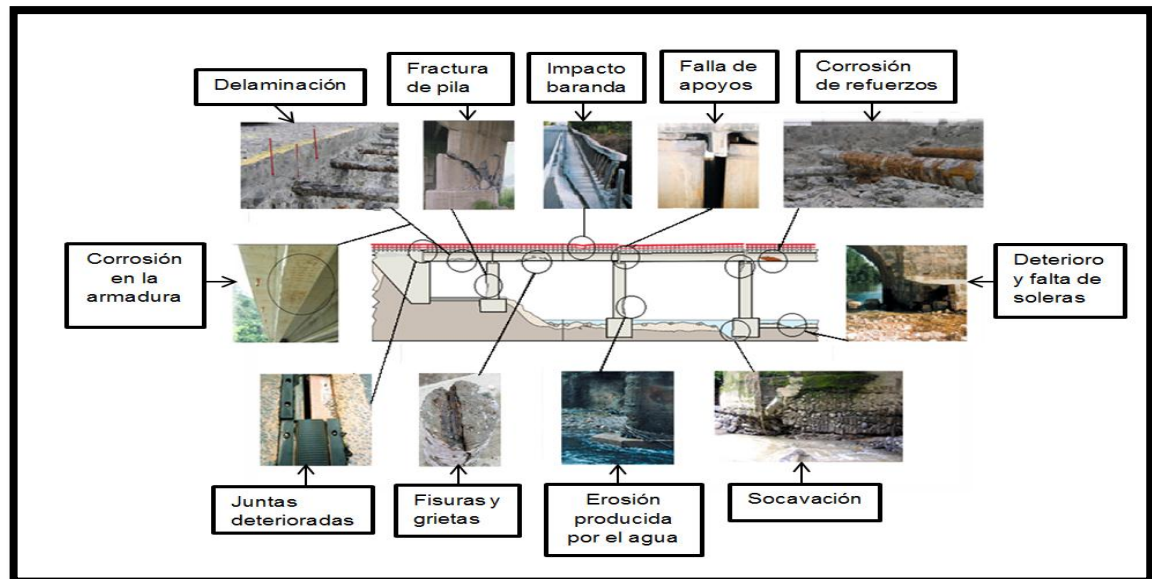 Delaminación
Fractura
de pila
Impacto
baranda
Falla de
apoyos
Corrosión
de refuerzos
Corrosión
en la
armadura
Deterioro
y falta de
soleras
Juntas
deterioradas
Fisuras y
grietas
Erosión
producida
por el agua
Socavación